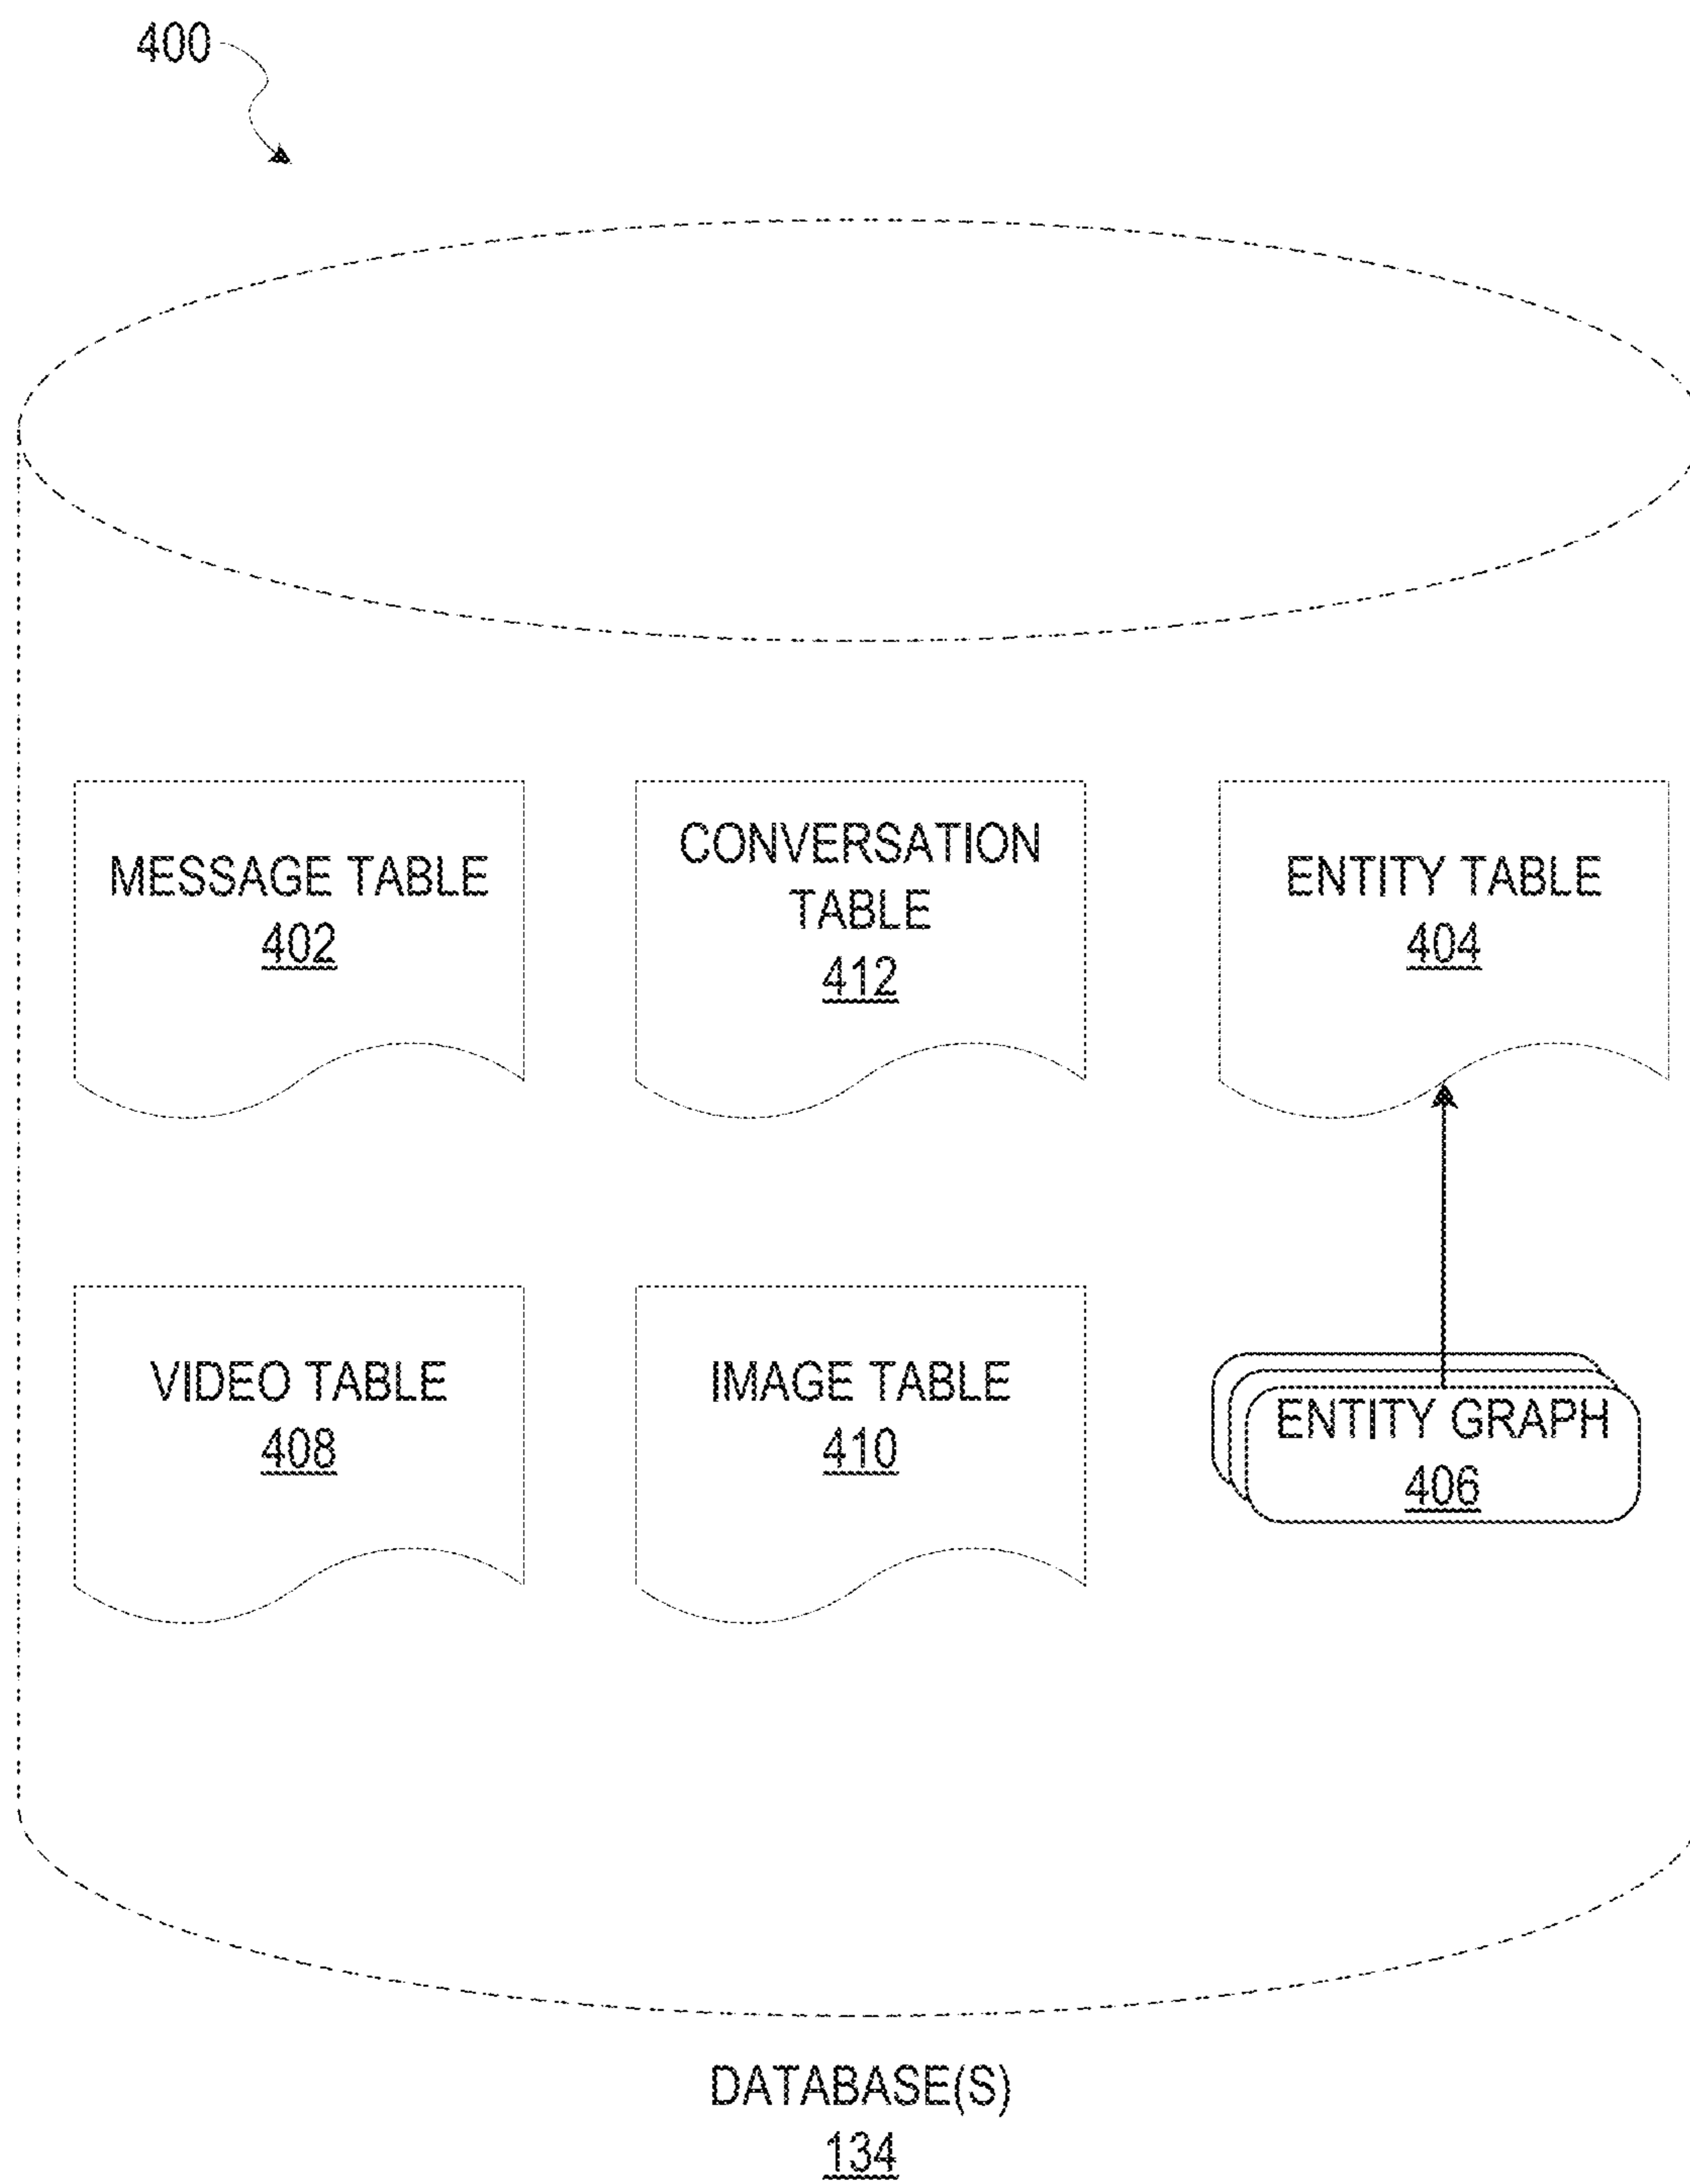 400
MESSAGE TABLE
402
CONVERSATION
TABLE
412
ENTITY TABLE
404
VIDEO TABLE
408
IMAGE TABLE
410
ENTITY GRAPH
406
DATABASE(S)
134